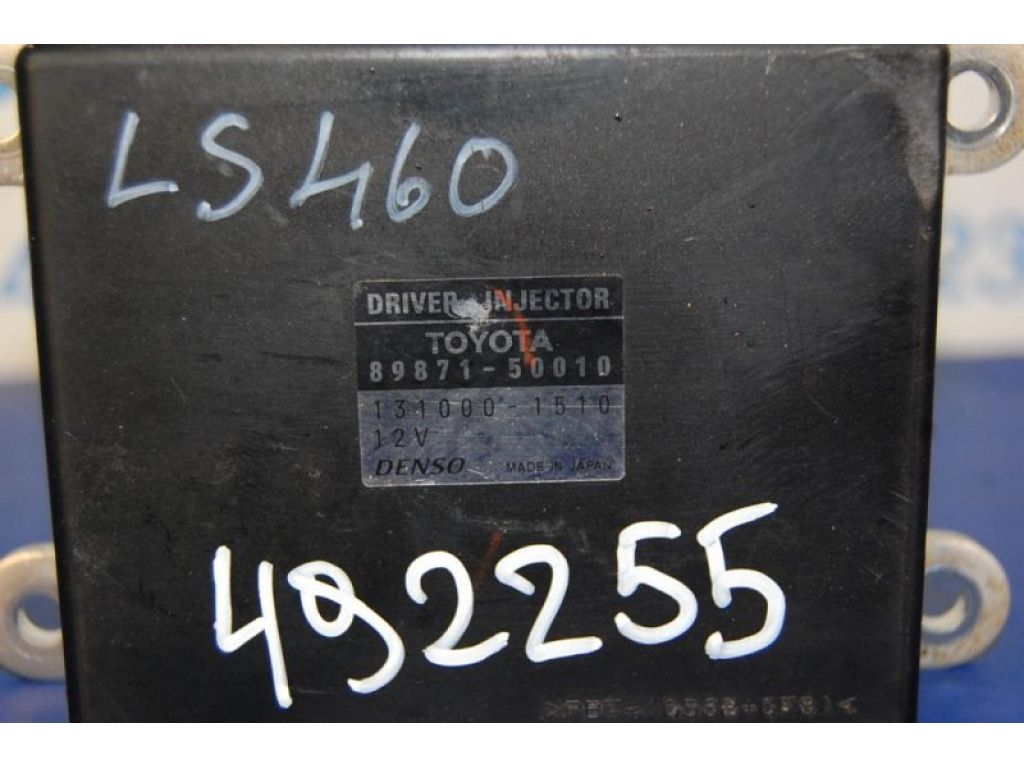 LS460
DRIVER, INJECTOR
TOYOTA
89871-50010
131000-1510
12V
DENSO MADE IN JAPAN
492255